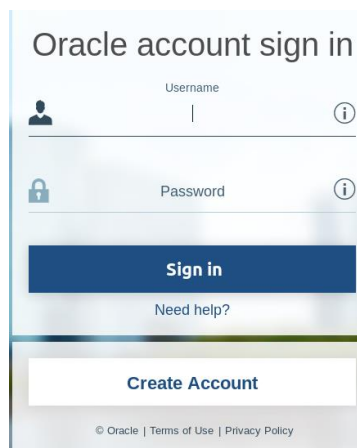 Oracle account sign in
Username
Password
Sign in
Need help?
Create Account
© Oracle | Terms of Use | Privacy Policy